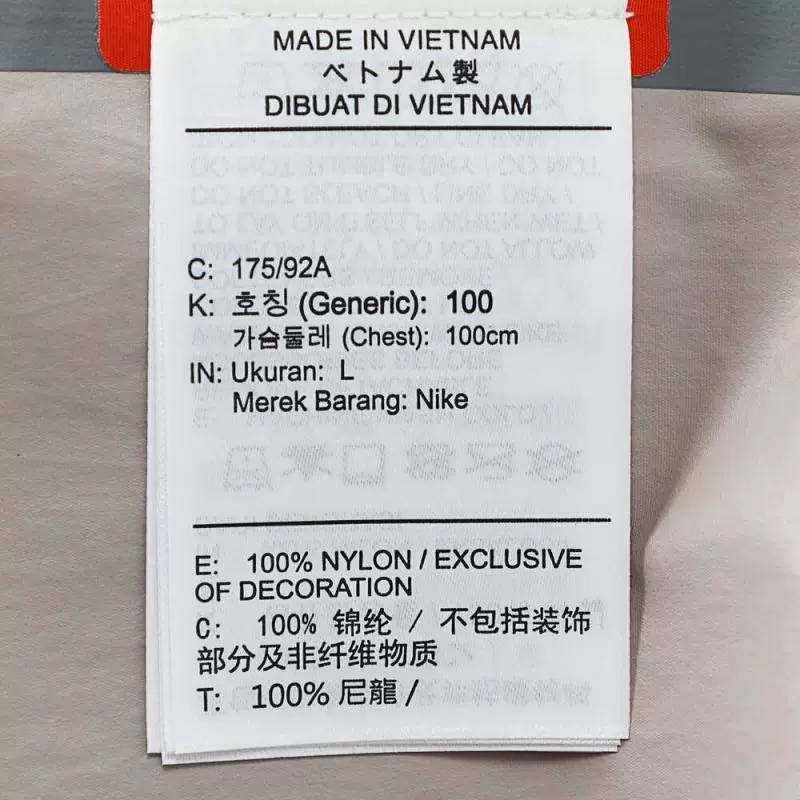 MADE IN VIETNAM
ベトナム製
DIBUAT DI VIETNAM
C: 175/92A
K: 호칭 (Generic): 100
가슴둘레 (Chest): 100cm
IN: Ukuran: L
Merek Barang: Nike
E: 100% NYLON / EXCLUSIVE
OF DECORATION
C: 100% 锦纶 / 不包括装饰
部分及非纤维物质
T: 100% 尼龍 /